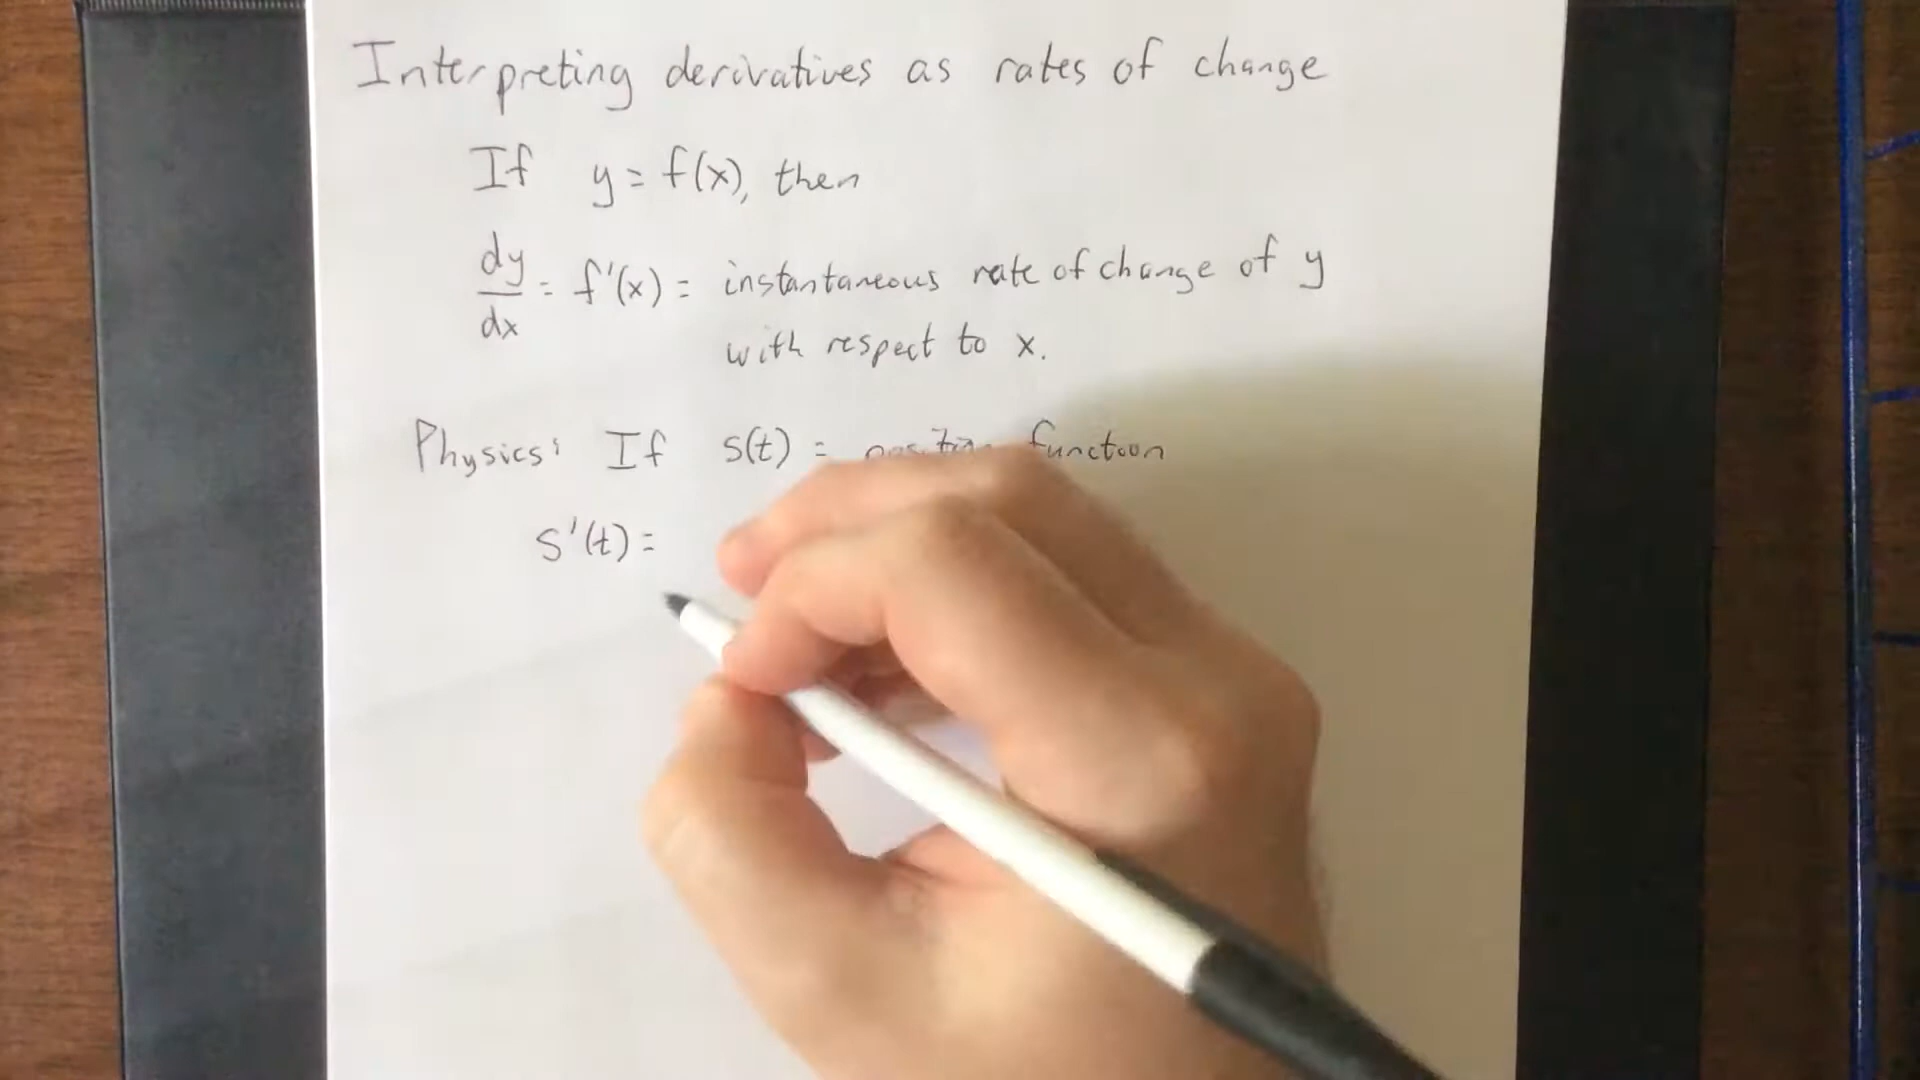 Interpreting derivatives as rates of change
If y = f(x), then
dy/dx = f'(x) = instantaneous rate of change of y
with respect to x.
Physics: If s(t) = position function
s'(t) =